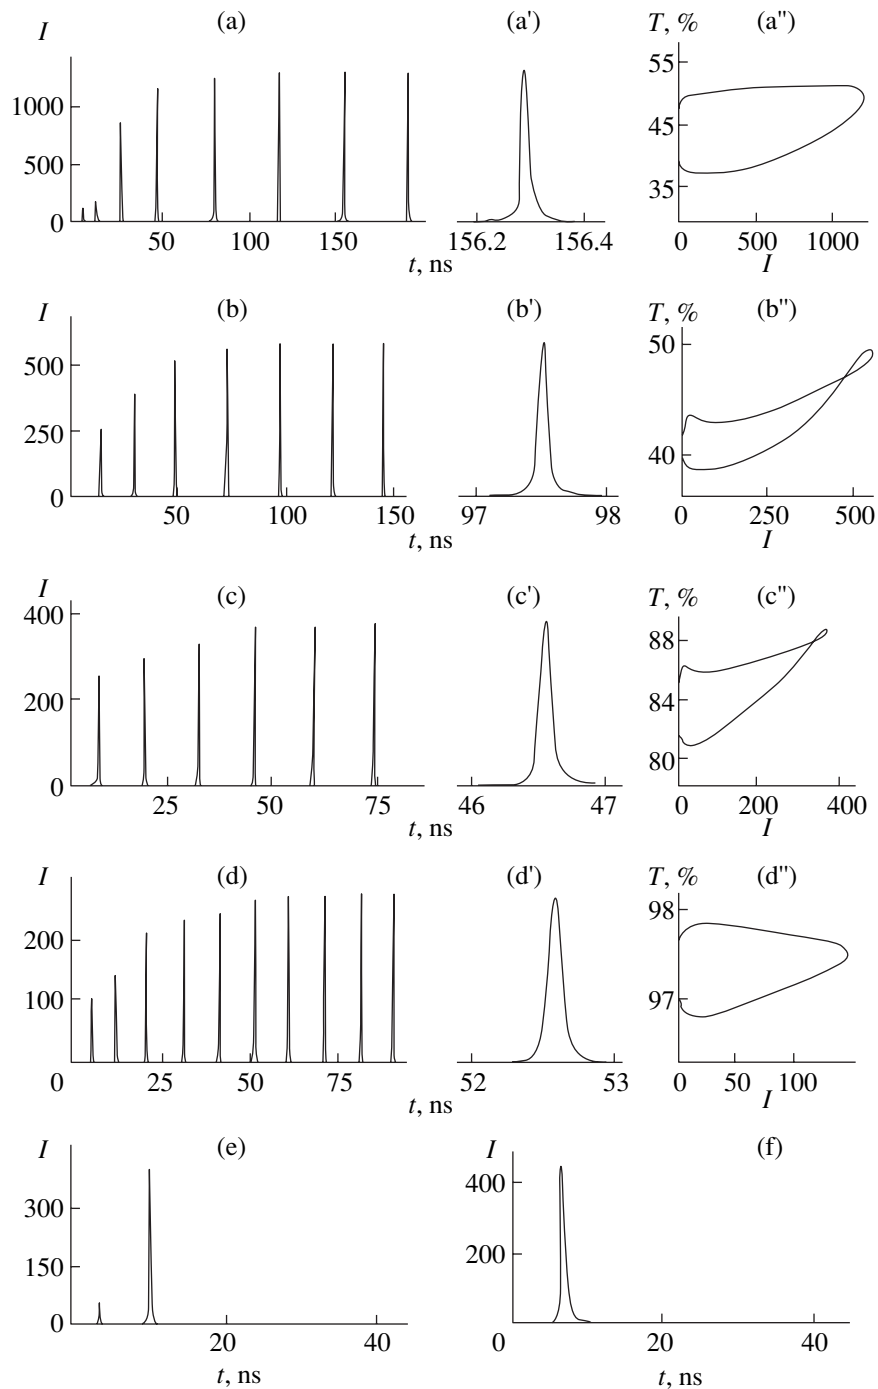 I (a) (a') T, % (a'')
1000
500
0
50 100 150
t, ns
156.2 156.4
55
45
35
0 500 1000
I
I (b) (b') T, % (b'')
500
250
0
50 100 150
t, ns
97 98
50
40
0 250 500
I
I (c) (c') T, % (c'')
400
200
0
25 50 75
t, ns
46 47
88
84
80
0 200 400
I
I (d) (d') T, % (d'')
200
100
0 25 50 75
t, ns
52 53
98
97
0 50 100
I
I (e)
300
150
0
20 40
t, ns
I (f)
400
200
0 20 40
t, ns